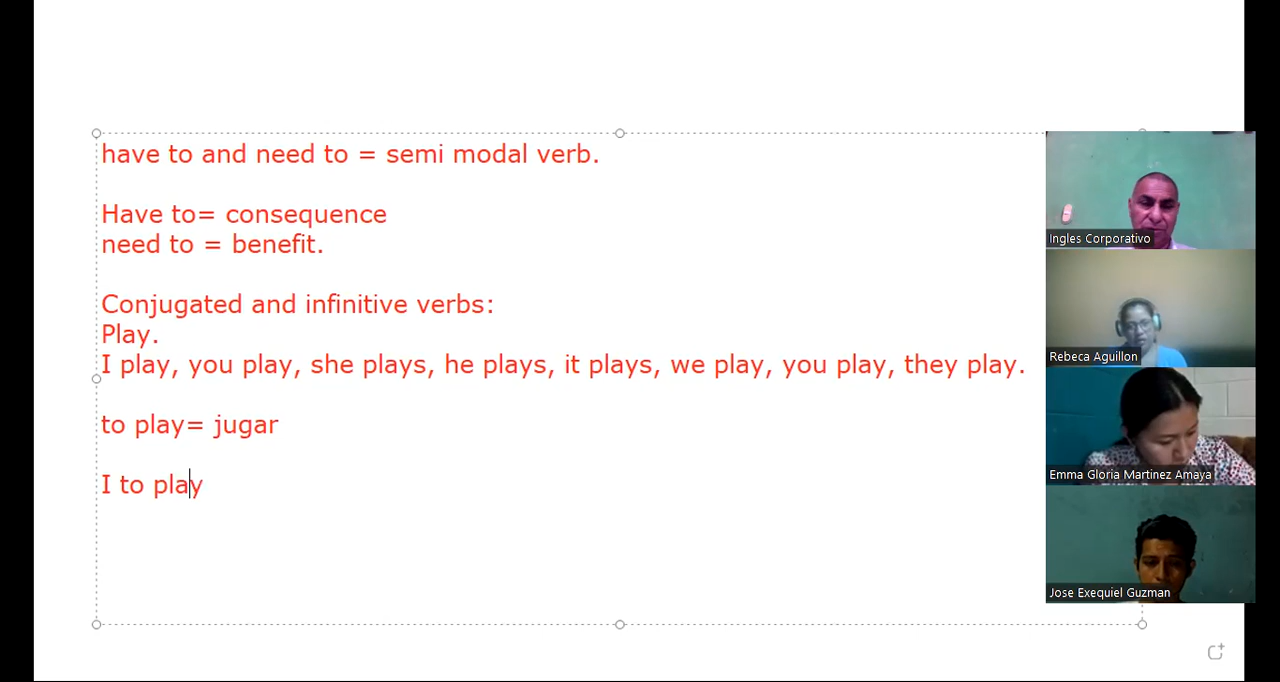 have to and need to = semi modal verb.
Have to= consequence
need to = benefit.
Conjugated and infinitive verbs:
Play.
I play, you play, she plays, he plays, it plays, we play, you play, they play.
to play= jugar
I to play
Ingles Corporativo
Rebeca Aguillon
Emma Gloria Martinez Amaya
Jose Exequiel Guzman